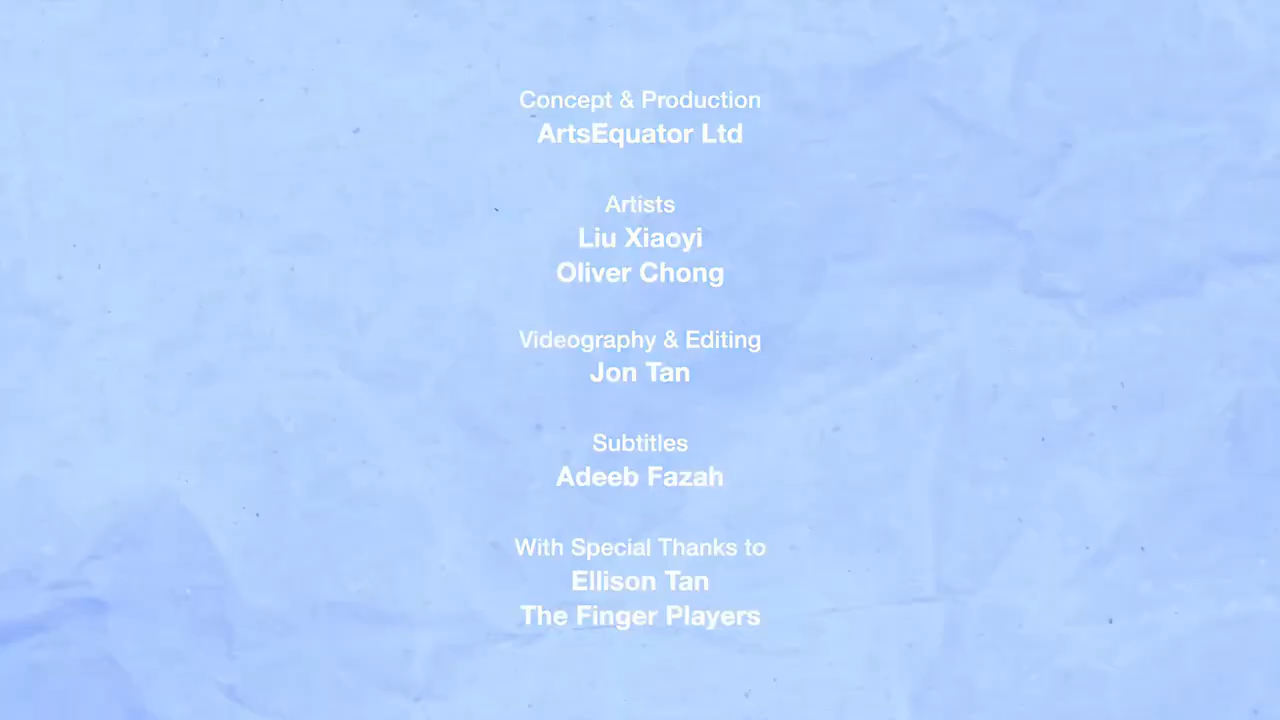 Concept & Production
ArtsEquator Ltd
Artists
Liu Xiaoyi
Oliver Chong
Videography & Editing
Jon Tan
Subtitles
Adeeb Fazah
With Special Thanks to
Ellison Tan
The Finger Players